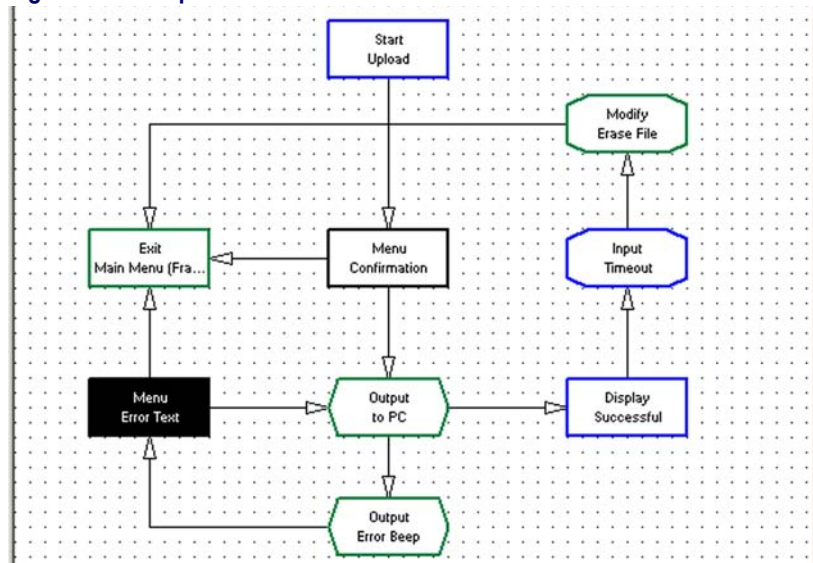 Start
Upload
Modify
Erase File
Exit
Main Menu (Fra...
Menu
Confirmation
Input
Timeout
Menu
Error Text
Output
to PC
Display
Successful
Output
Error Beep